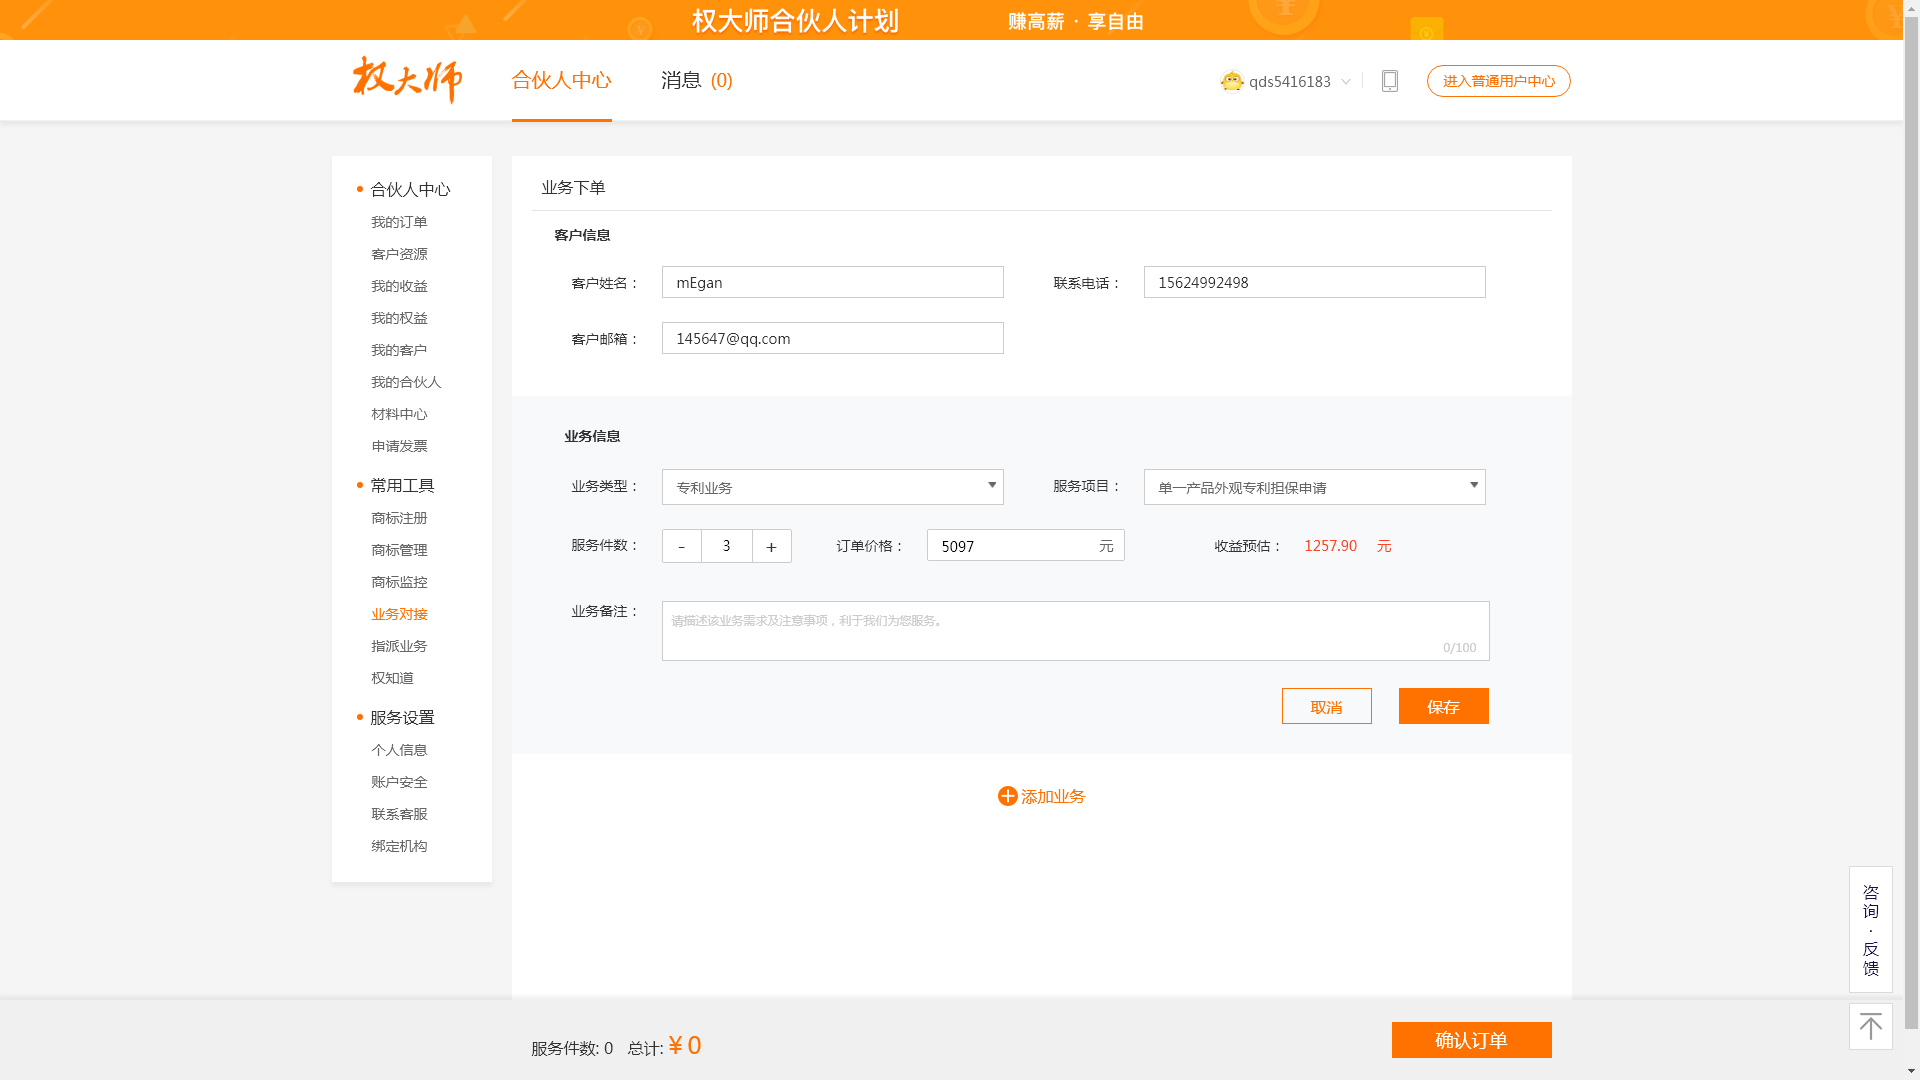 权大师合伙人计划 赚高薪 · 享自由
权大师 合伙人中心 消息 (0) qds5416183 进入普通用户中心
合伙人中心
我的订单
客户资源
我的收益
我的权益
我的客户
我的合伙人
材料中心
申请发票
常用工具
商标注册
商标管理
商标监控
业务对接
指派业务
权知道
服务设置
个人信息
账户安全
联系客服
绑定机构
业务下单
客户信息
客户姓名： mEgan 联系电话： 15624992498
客户邮箱： 145647@qq.com
业务信息
业务类型： 专利业务 服务项目： 单一产品外观专利担保申请
服务件数： - 3 + 订单价格： 5097 元 收益预估： 1257.90 元
业务备注： 请描述该业务需求及注意事项，利于我们为您服务。
0/100
取消 保存
添加业务
咨询·反馈
服务件数: 0 总计: ¥ 0 确认订单